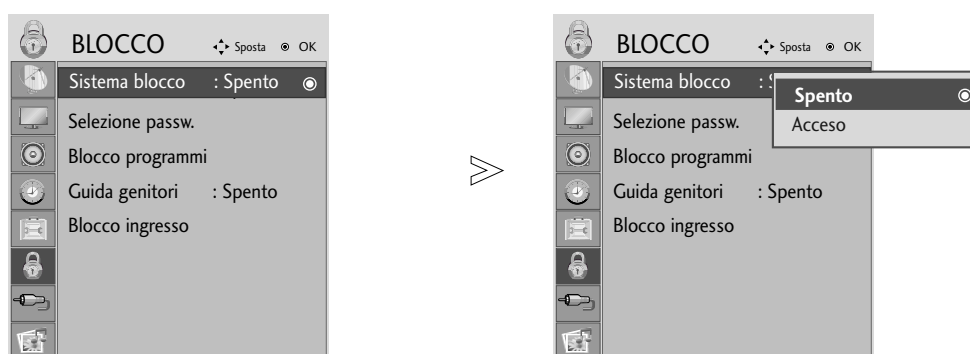 BLOCCO Sposta OK
Sistema blocco : Spento
Selezione passw.
Blocco programmi
Guida genitori : Spento
Blocco ingresso
BLOCCO Sposta OK
Sistema blocco : S
Spento
Acceso
Selezione passw.
Blocco programmi
Guida genitori : Spento
Blocco ingresso